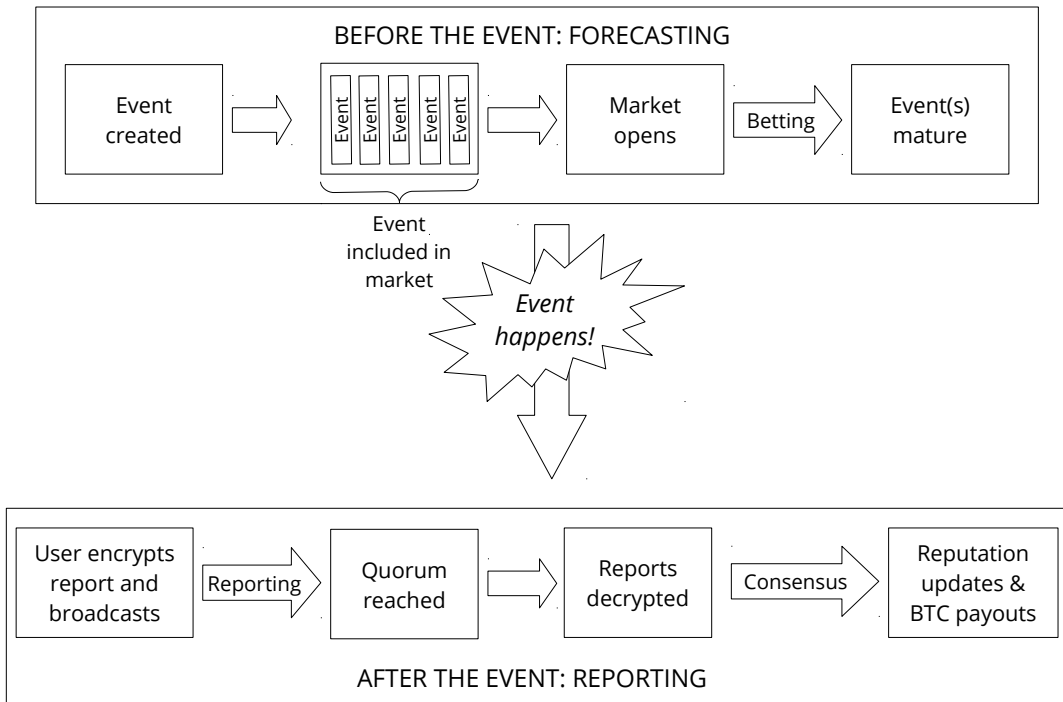 BEFORE THE EVENT: FORECASTING
Event
created
Event
Event
Event
Event
Event
Market
opens
Betting
Event(s)
mature
Event
included in
market
Event
happens!
User encrypts
report and
broadcasts
Reporting
Quorum
reached
Reports
decrypted
Consensus
Reputation
updates &
BTC payouts
AFTER THE EVENT: REPORTING